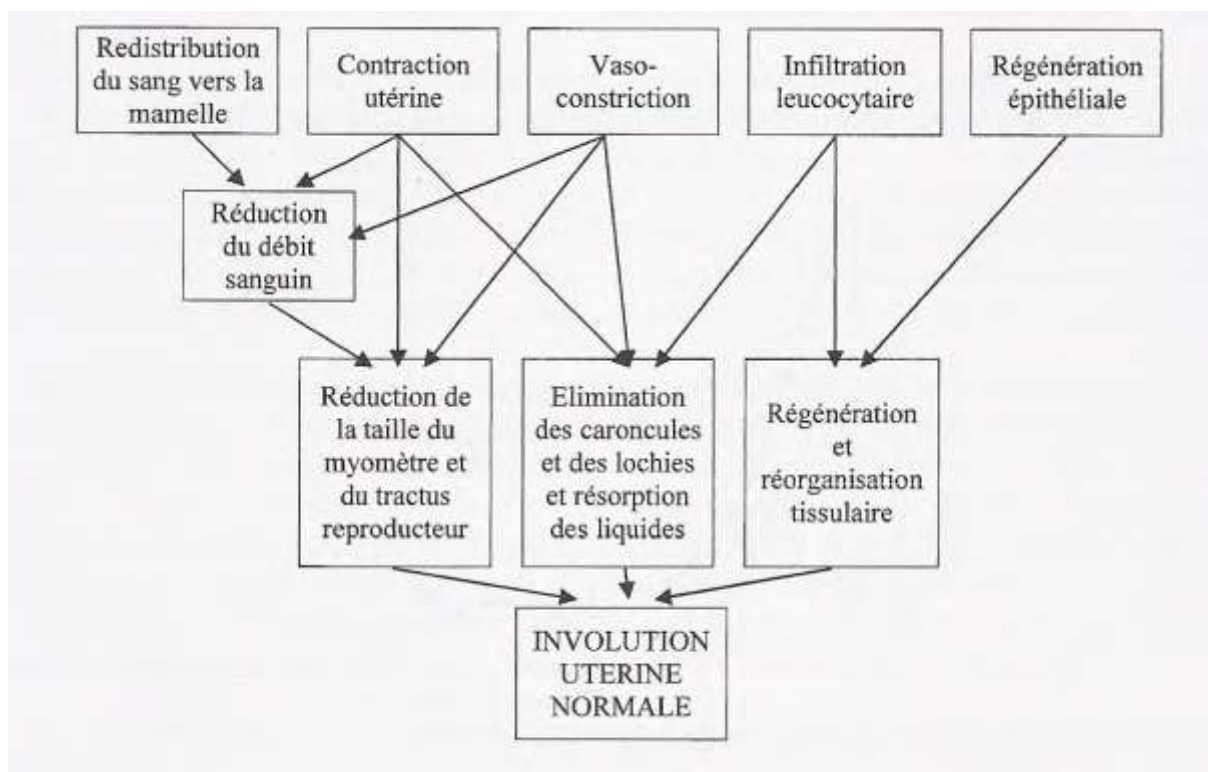 Redistribution
du sang vers la
mamelle
Contraction
utérine
Vaso-
constriction
Infiltration
leucocytaire
Régénération
épithéliale
Réduction
du débit
sanguin
Réduction de
la taille du
myomètre et
du tractus
reproducteur
Elimination
des caroncules
et des lochies
et résorption
des liquides
Régénération
et
réorganisation
tissulaire
INVOLUTION
UTERINE
NORMALE